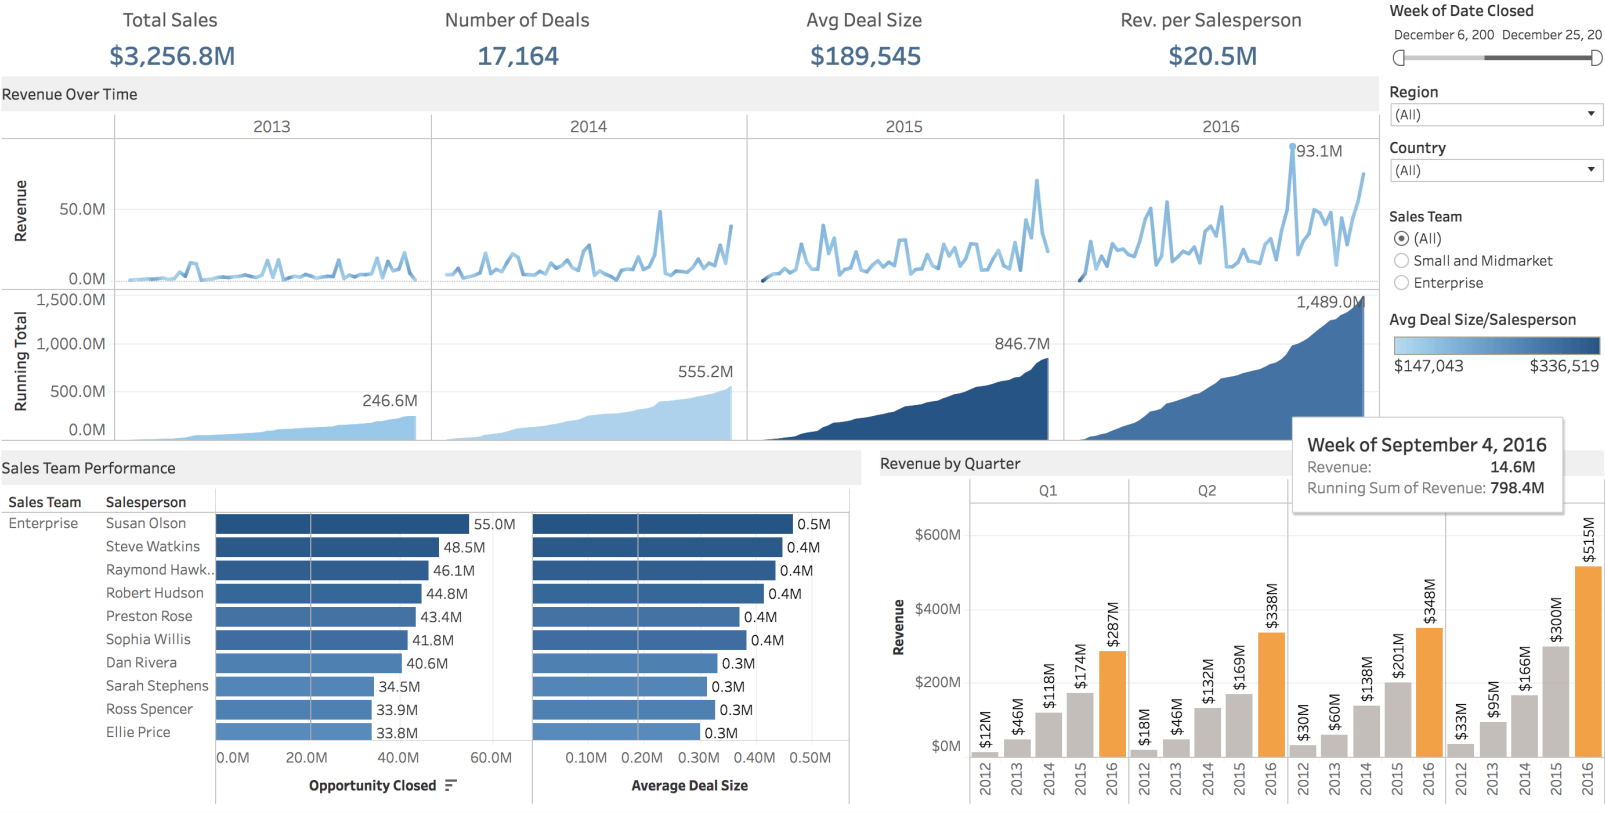 Total Sales
$3,256.8M
Number of Deals
17,164
Avg Deal Size
$189,545
Rev. per Salesperson
$20.5M
Week of Date Closed
December 6, 200 December 25, 20
Region
(All)
Country
(All)
Sales Team
(All)
Small and Midmarket
Enterprise
Avg Deal Size/Salesperson
$147,043 $336,519
Revenue Over Time
2013 2014 2015 2016
Revenue
50.0M
0.0M
93.1M
Running Total
1,500.0M
1,000.0M
500.0M
0.0M
246.6M
555.2M
846.7M
1,489.0M
Week of September 4, 2016
Revenue: 14.6M
Running Sum of Revenue: 798.4M
Sales Team Performance
Sales Team Salesperson
Enterprise Susan Olson 55.0M 0.5M
Steve Watkins 48.5M 0.4M
Raymond Hawk.. 46.1M 0.4M
Robert Hudson 44.8M 0.4M
Preston Rose 43.4M 0.4M
Sophia Willis 41.8M 0.4M
Dan Rivera 40.6M 0.3M
Sarah Stephens 34.5M 0.3M
Ross Spencer 33.9M 0.3M
Ellie Price 33.8M 0.3M
0.0M 20.0M 40.0M 60.0M 0.10M 0.20M 0.30M 0.40M 0.50M
Opportunity Closed Average Deal Size
Revenue by Quarter
Q1 Q2
Revenue
$600M
$400M
$200M
$0M
$12M $46M $118M $174M $287M $18M $46M $132M $169M $338M $30M $60M $138M $201M $348M $33M $95M $166M $300M $515M
2012 2013 2014 2015 2016 2012 2013 2014 2015 2016 2012 2013 2014 2015 2016 2012 2013 2014 2015 2016